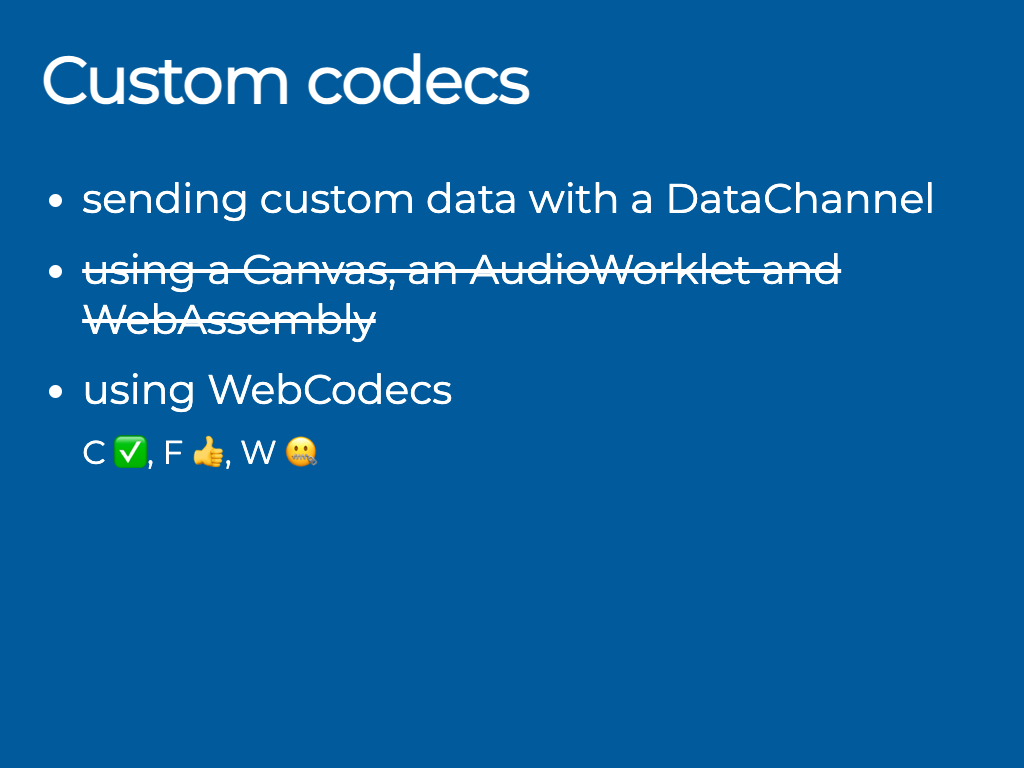 Custom codecs
• sending custom data with a DataChannel
• ~~using a Canvas, an AudioWorklet and~~
~~WebAssembly~~
• using WebCodecs
C ✅, F 👍, W 🤐